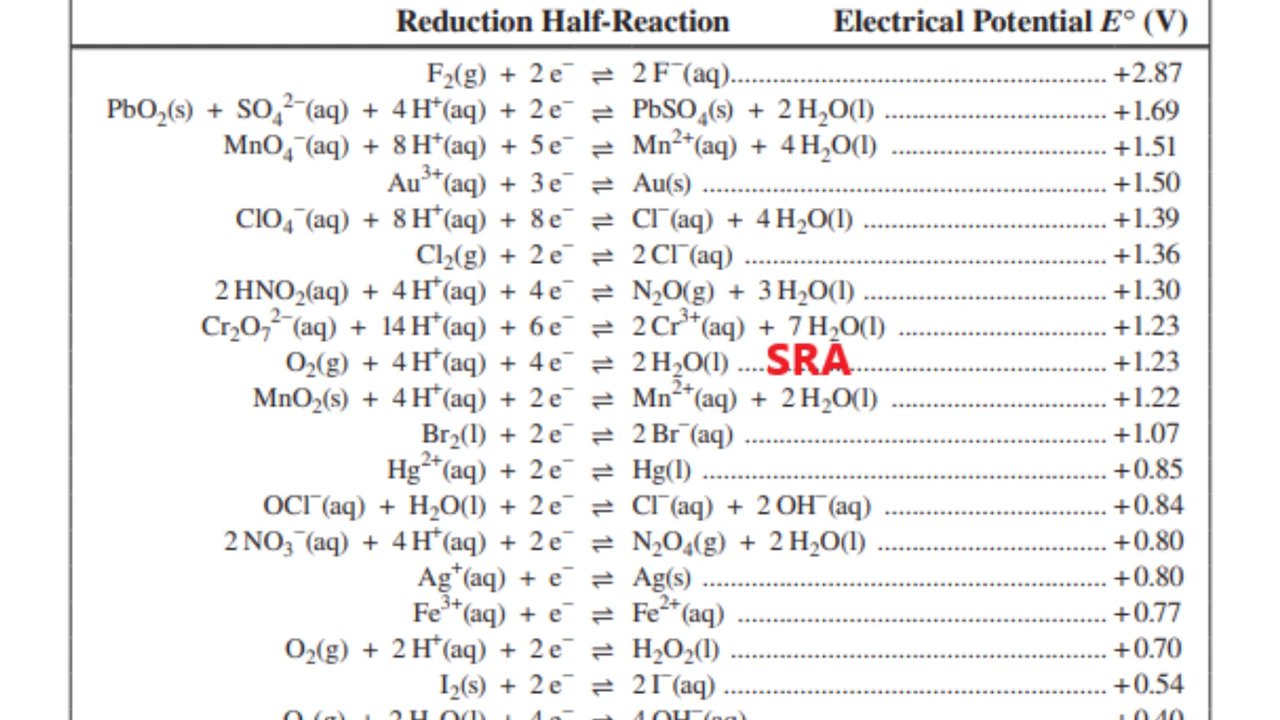 Reduction Half-Reaction Electrical Potential E° (V)
F₂(g) + 2 e⁻ ⇌ 2 F⁻(aq)........ +2.87
PbO₂(s) + SO₄²⁻(aq) + 4 H⁺(aq) + 2 e⁻ ⇌ PbSO₄(s) + 2 H₂O(l) ........ +1.69
MnO₄⁻(aq) + 8 H⁺(aq) + 5 e⁻ ⇌ Mn²⁺(aq) + 4 H₂O(l) ........ +1.51
Au³⁺(aq) + 3 e⁻ ⇌ Au(s) ........ +1.50
ClO₄⁻(aq) + 8 H⁺(aq) + 8 e⁻ ⇌ Cl⁻(aq) + 4 H₂O(l) ........ +1.39
Cl₂(g) + 2 e⁻ ⇌ 2 Cl⁻(aq) ........ +1.36
2 HNO₂(aq) + 4 H⁺(aq) + 4 e⁻ ⇌ N₂O(g) + 3 H₂O(l) ........ +1.30
Cr₂O₇²⁻(aq) + 14 H⁺(aq) + 6 e⁻ ⇌ 2 Cr³⁺(aq) + 7 H₂O(l) ........ +1.23
O₂(g) + 4 H⁺(aq) + 4 e⁻ ⇌ 2 H₂O(l) .... SRA ........ +1.23
MnO₂(s) + 4 H⁺(aq) + 2 e⁻ ⇌ Mn²⁺(aq) + 2 H₂O(l) ........ +1.22
Br₂(l) + 2 e⁻ ⇌ 2 Br⁻(aq) ........ +1.07
Hg²⁺(aq) + 2 e⁻ ⇌ Hg(l) ........ +0.85
OCl⁻(aq) + H₂O(l) + 2 e⁻ ⇌ Cl⁻(aq) + 2 OH⁻(aq) ........ +0.84
2 NO₃⁻(aq) + 4 H⁺(aq) + 2 e⁻ ⇌ N₂O₄(g) + 2 H₂O(l) ........ +0.80
Ag⁺(aq) + e⁻ ⇌ Ag(s) ........ +0.80
Fe³⁺(aq) + e⁻ ⇌ Fe²⁺(aq) ........ +0.77
O₂(g) + 2 H⁺(aq) + 2 e⁻ ⇌ H₂O₂(l) ........ +0.70
I₂(s) + 2 e⁻ ⇌ 2 I⁻(aq) ........ +0.54